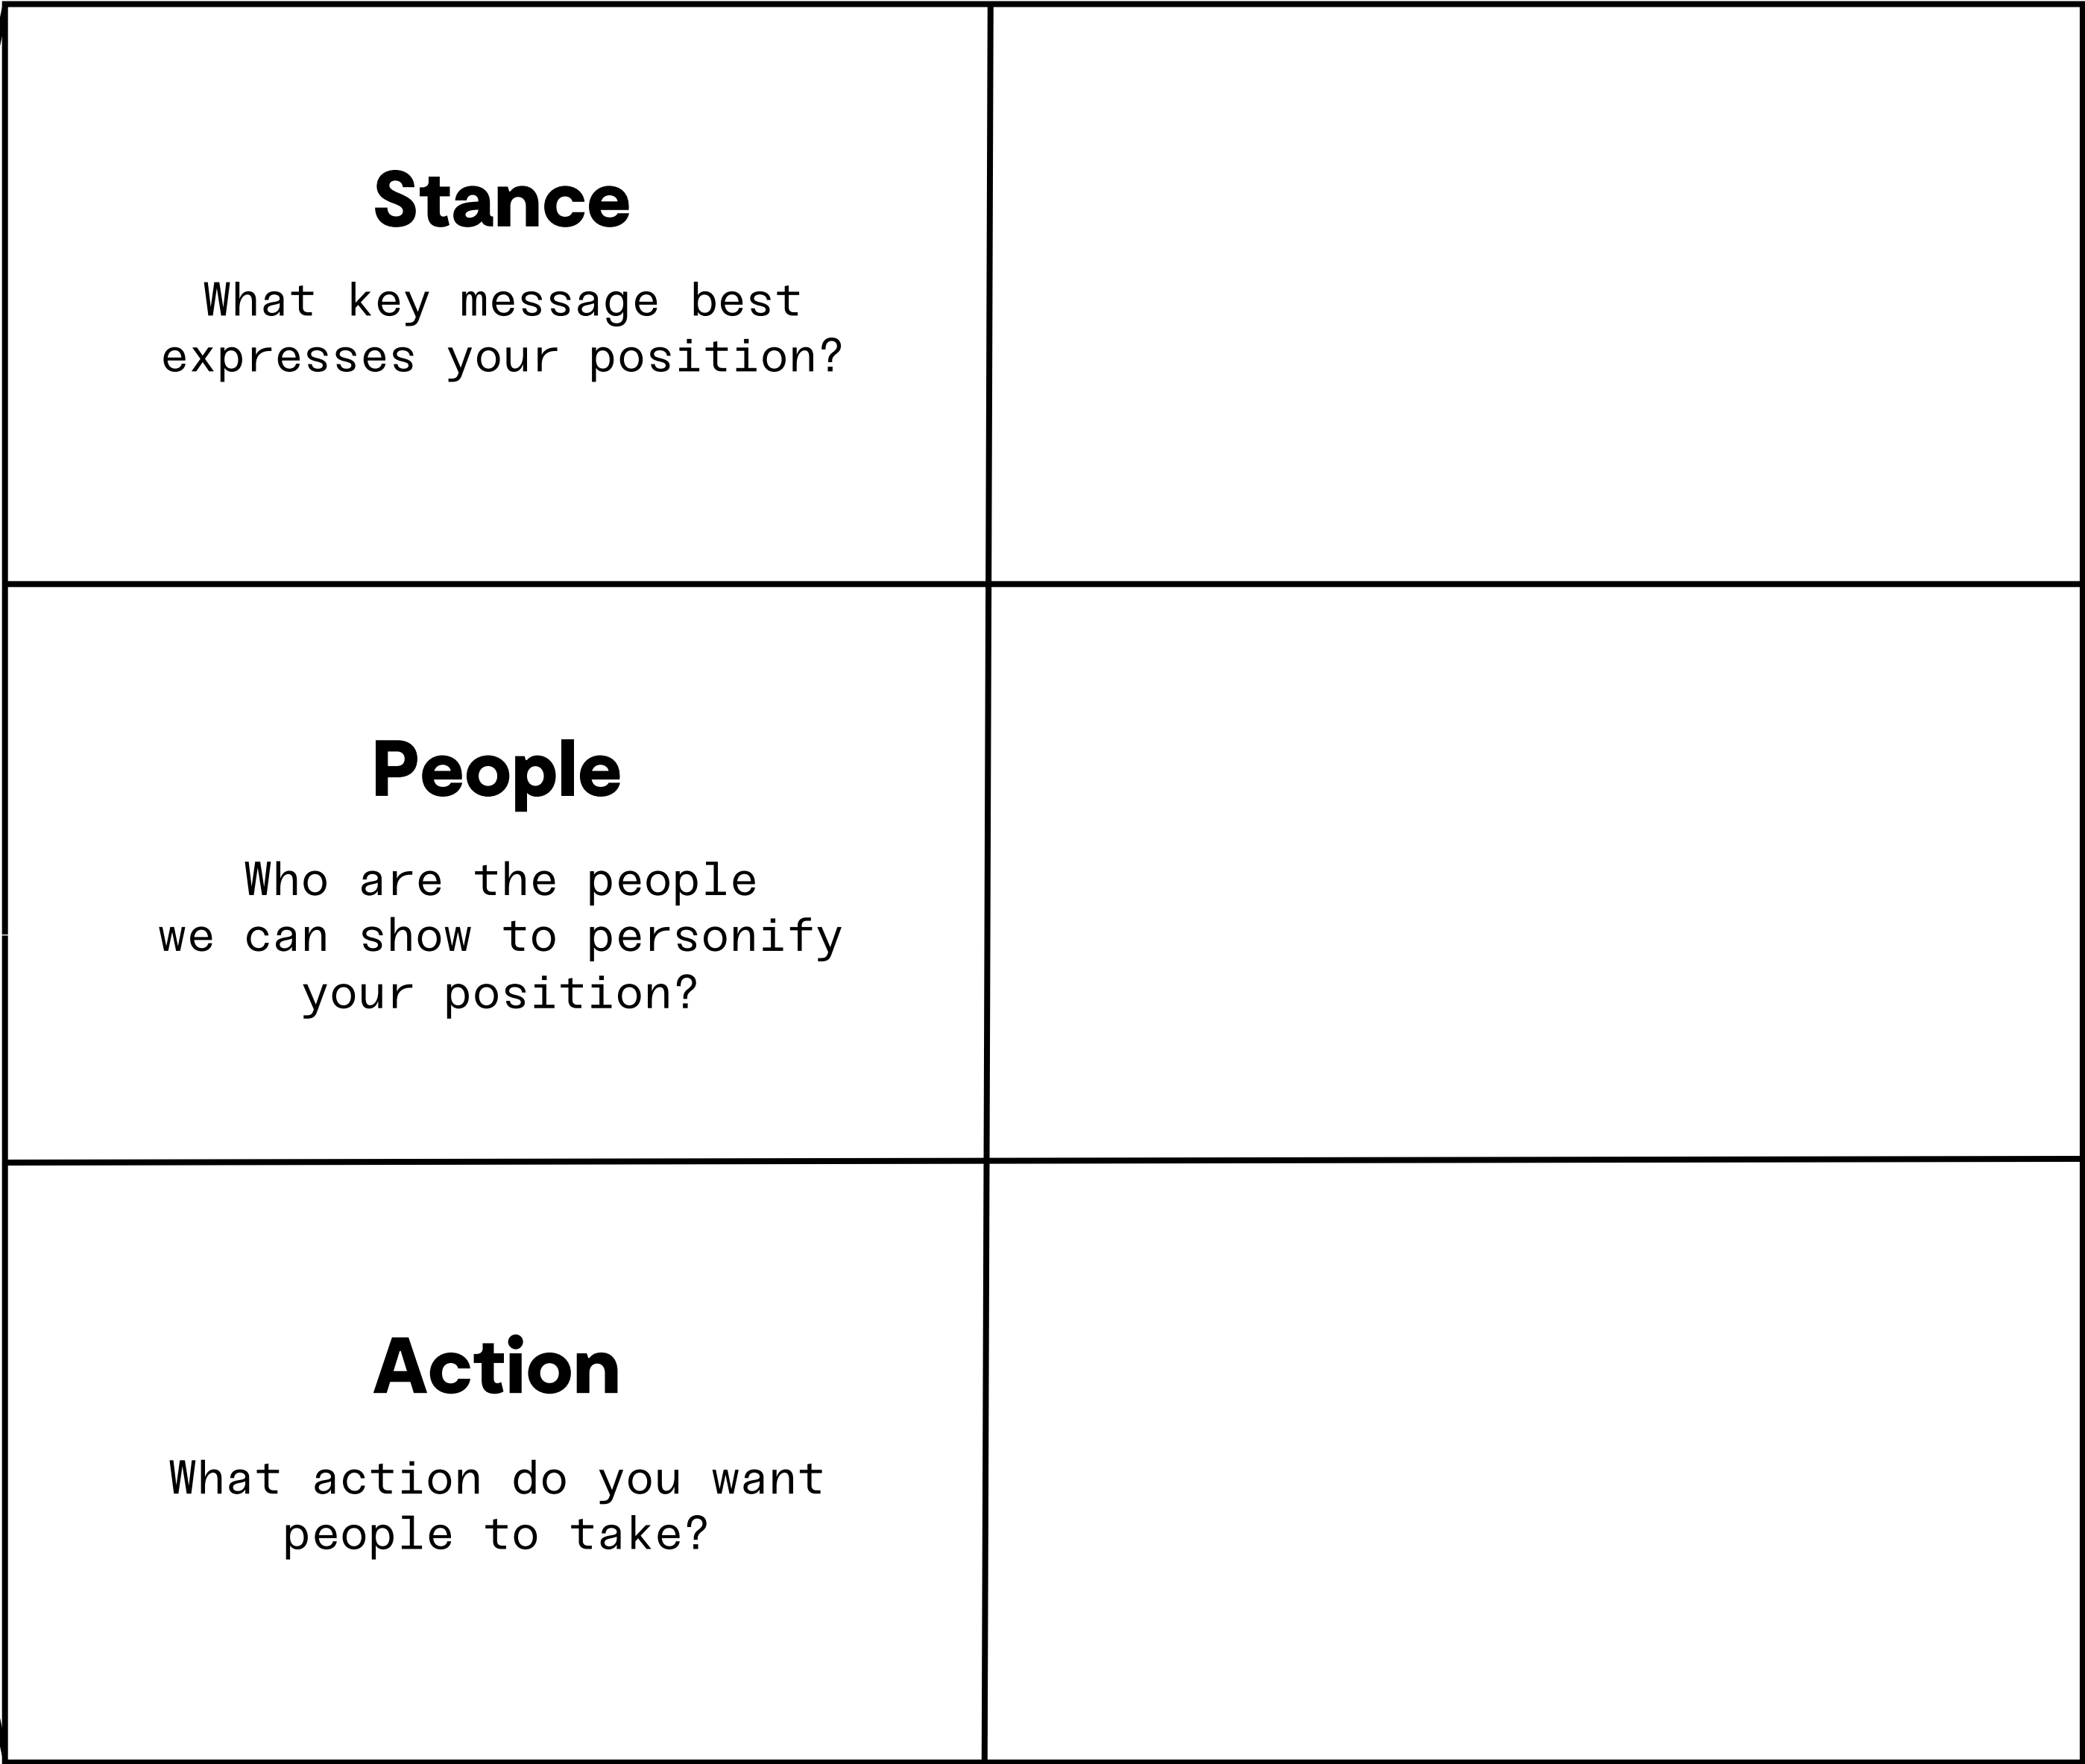 Stance
What key message best
expresses your position?
People
Who are the people
we can show to personify
your position?
Action
What action do you want
people to take?